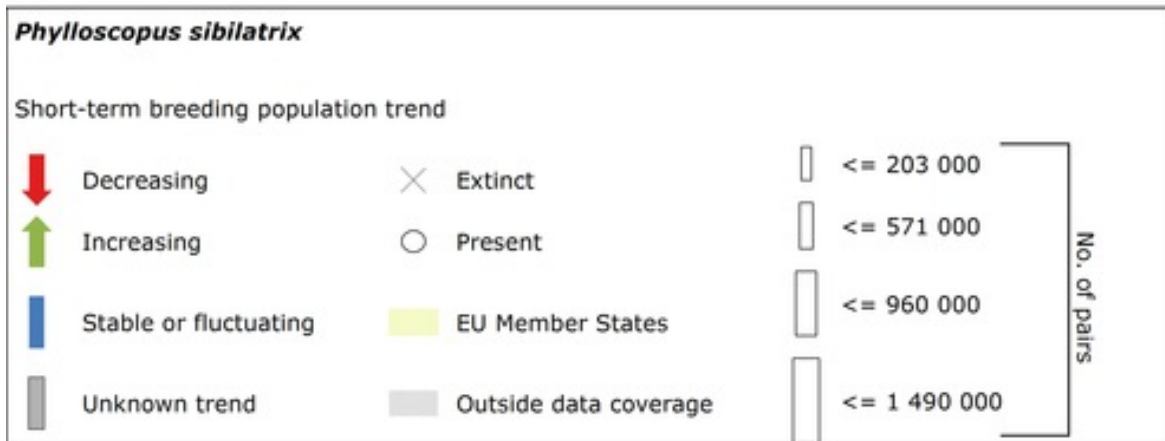 Phylloscopus sibilatrix
Short-term breeding population trend
Decreasing
Increasing
Stable or fluctuating
Unknown trend
Extinct
Present
EU Member States
Outside data coverage
<= 203 000
<= 571 000
<= 960 000
<= 1 490 000
No. of pairs